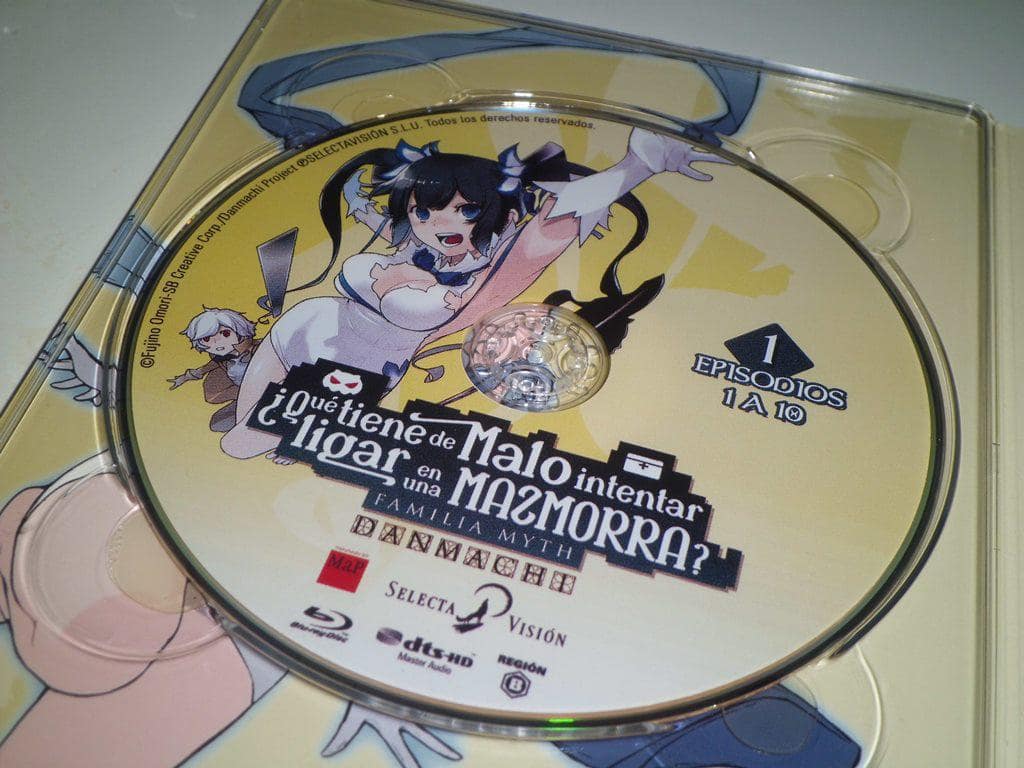 ©Fujino Omori-SB Creative Corp./Danmachi Project ℗SELECTAVISIÓN S.L.U. Todos los derechos reservados.
1
EPISODIOS
1 A 10
¿Qué tiene de Malo intentar
ligar en una MAZMORRA?
FAMILIA MYTH
DANMACHI
MaP
SELECTA VISIÓN
Blu-ray Disc
dts-HD
Master Audio
REGIÓN
B